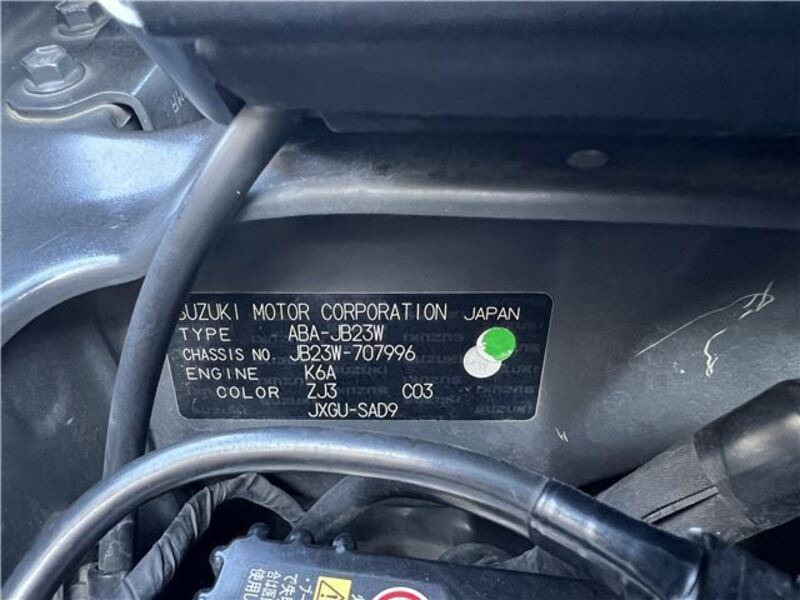 SUZUKI MOTOR CORPORATION JAPAN
TYPE ABA-JB23W
CHASSIS NO. JB23W-707996
ENGINE K6A
COLOR ZJ3 C03
JXGU-SAD9